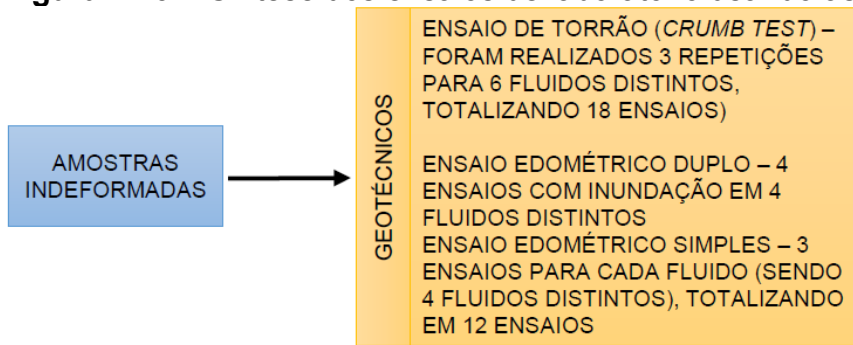 AMOSTRAS
INDEFORMADAS
GEOTÉCNICOS
ENSAIO DE TORRÃO (CRUMB TEST) –
FORAM REALIZADOS 3 REPETIÇÕES
PARA 6 FLUIDOS DISTINTOS,
TOTALIZANDO 18 ENSAIOS)
ENSAIO EDOMÉTRICO DUPLO – 4
ENSAIOS COM INUNDAÇÃO EM 4
FLUIDOS DISTINTOS
ENSAIO EDOMÉTRICO SIMPLES – 3
ENSAIOS PARA CADA FLUIDO (SENDO
4 FLUIDOS DISTINTOS), TOTALIZANDO
EM 12 ENSAIOS